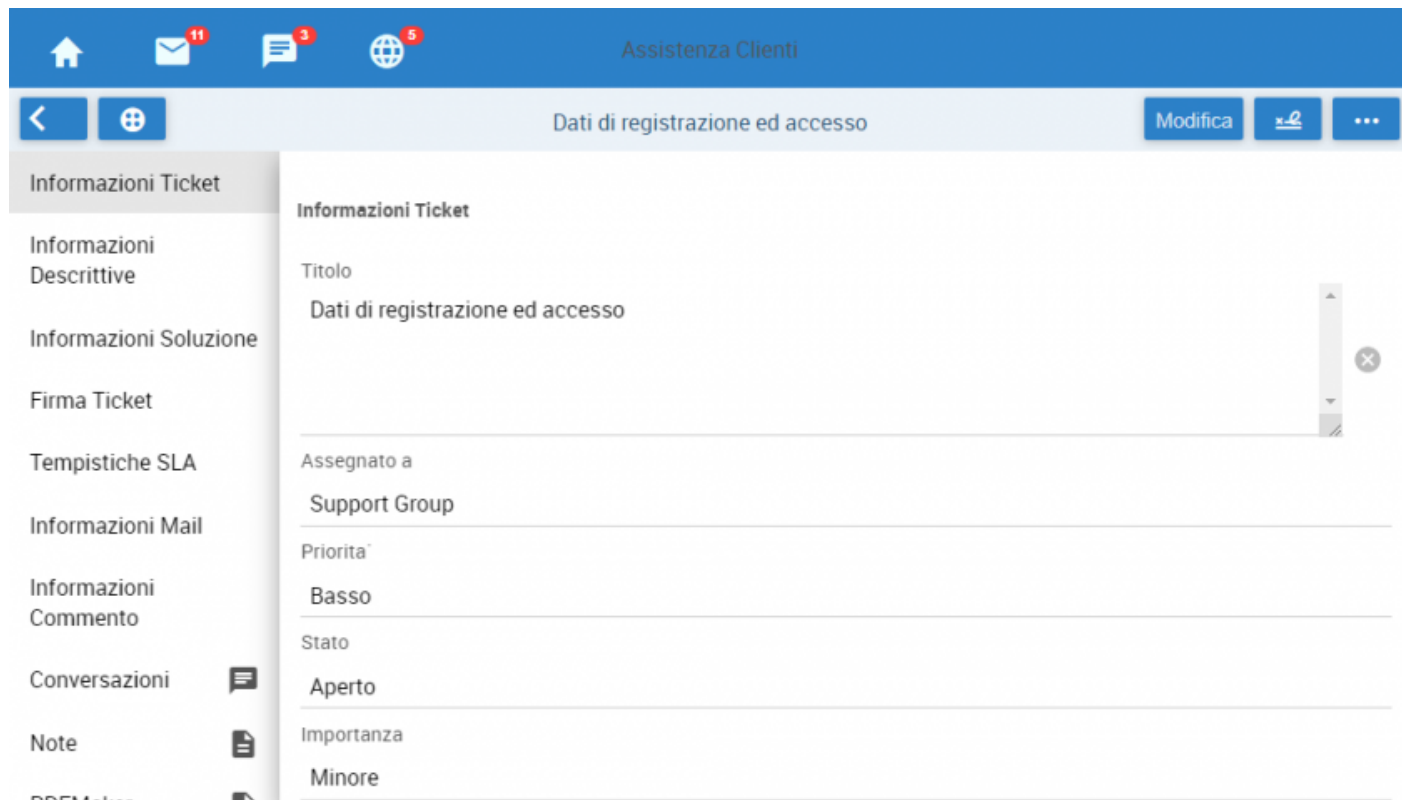 11
3
5
Assistenza Clienti
Dati di registrazione ed accesso
Modifica
Informazioni Ticket
Informazioni
Descrittive
Informazioni Soluzione
Firma Ticket
Tempistiche SLA
Informazioni Mail
Informazioni
Commento
Conversazioni
Note
Informazioni Ticket
Titolo
Dati di registrazione ed accesso
Assegnato a
Support Group
Priorita´
Basso
Stato
Aperto
Importanza
Minore